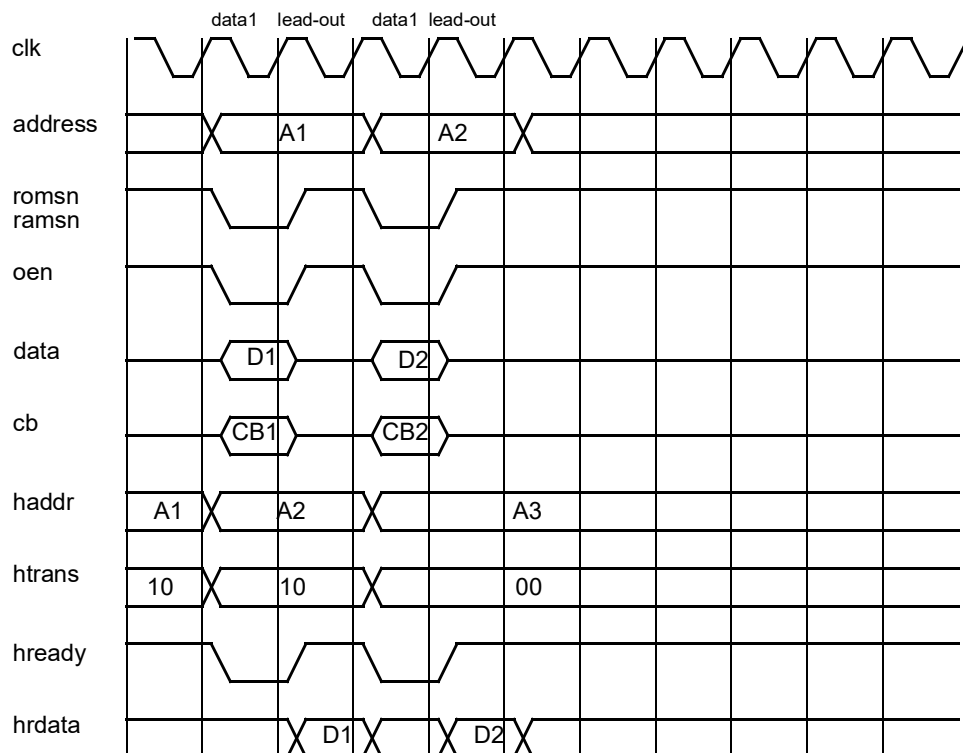 data1 lead-out data1 lead-out
clk
address A1 A2
romsn
ramsn
oen
data D1 D2
cb CB1 CB2
haddr A1 A2 A3
htrans 10 10 00
hready
hrdata D1 D2